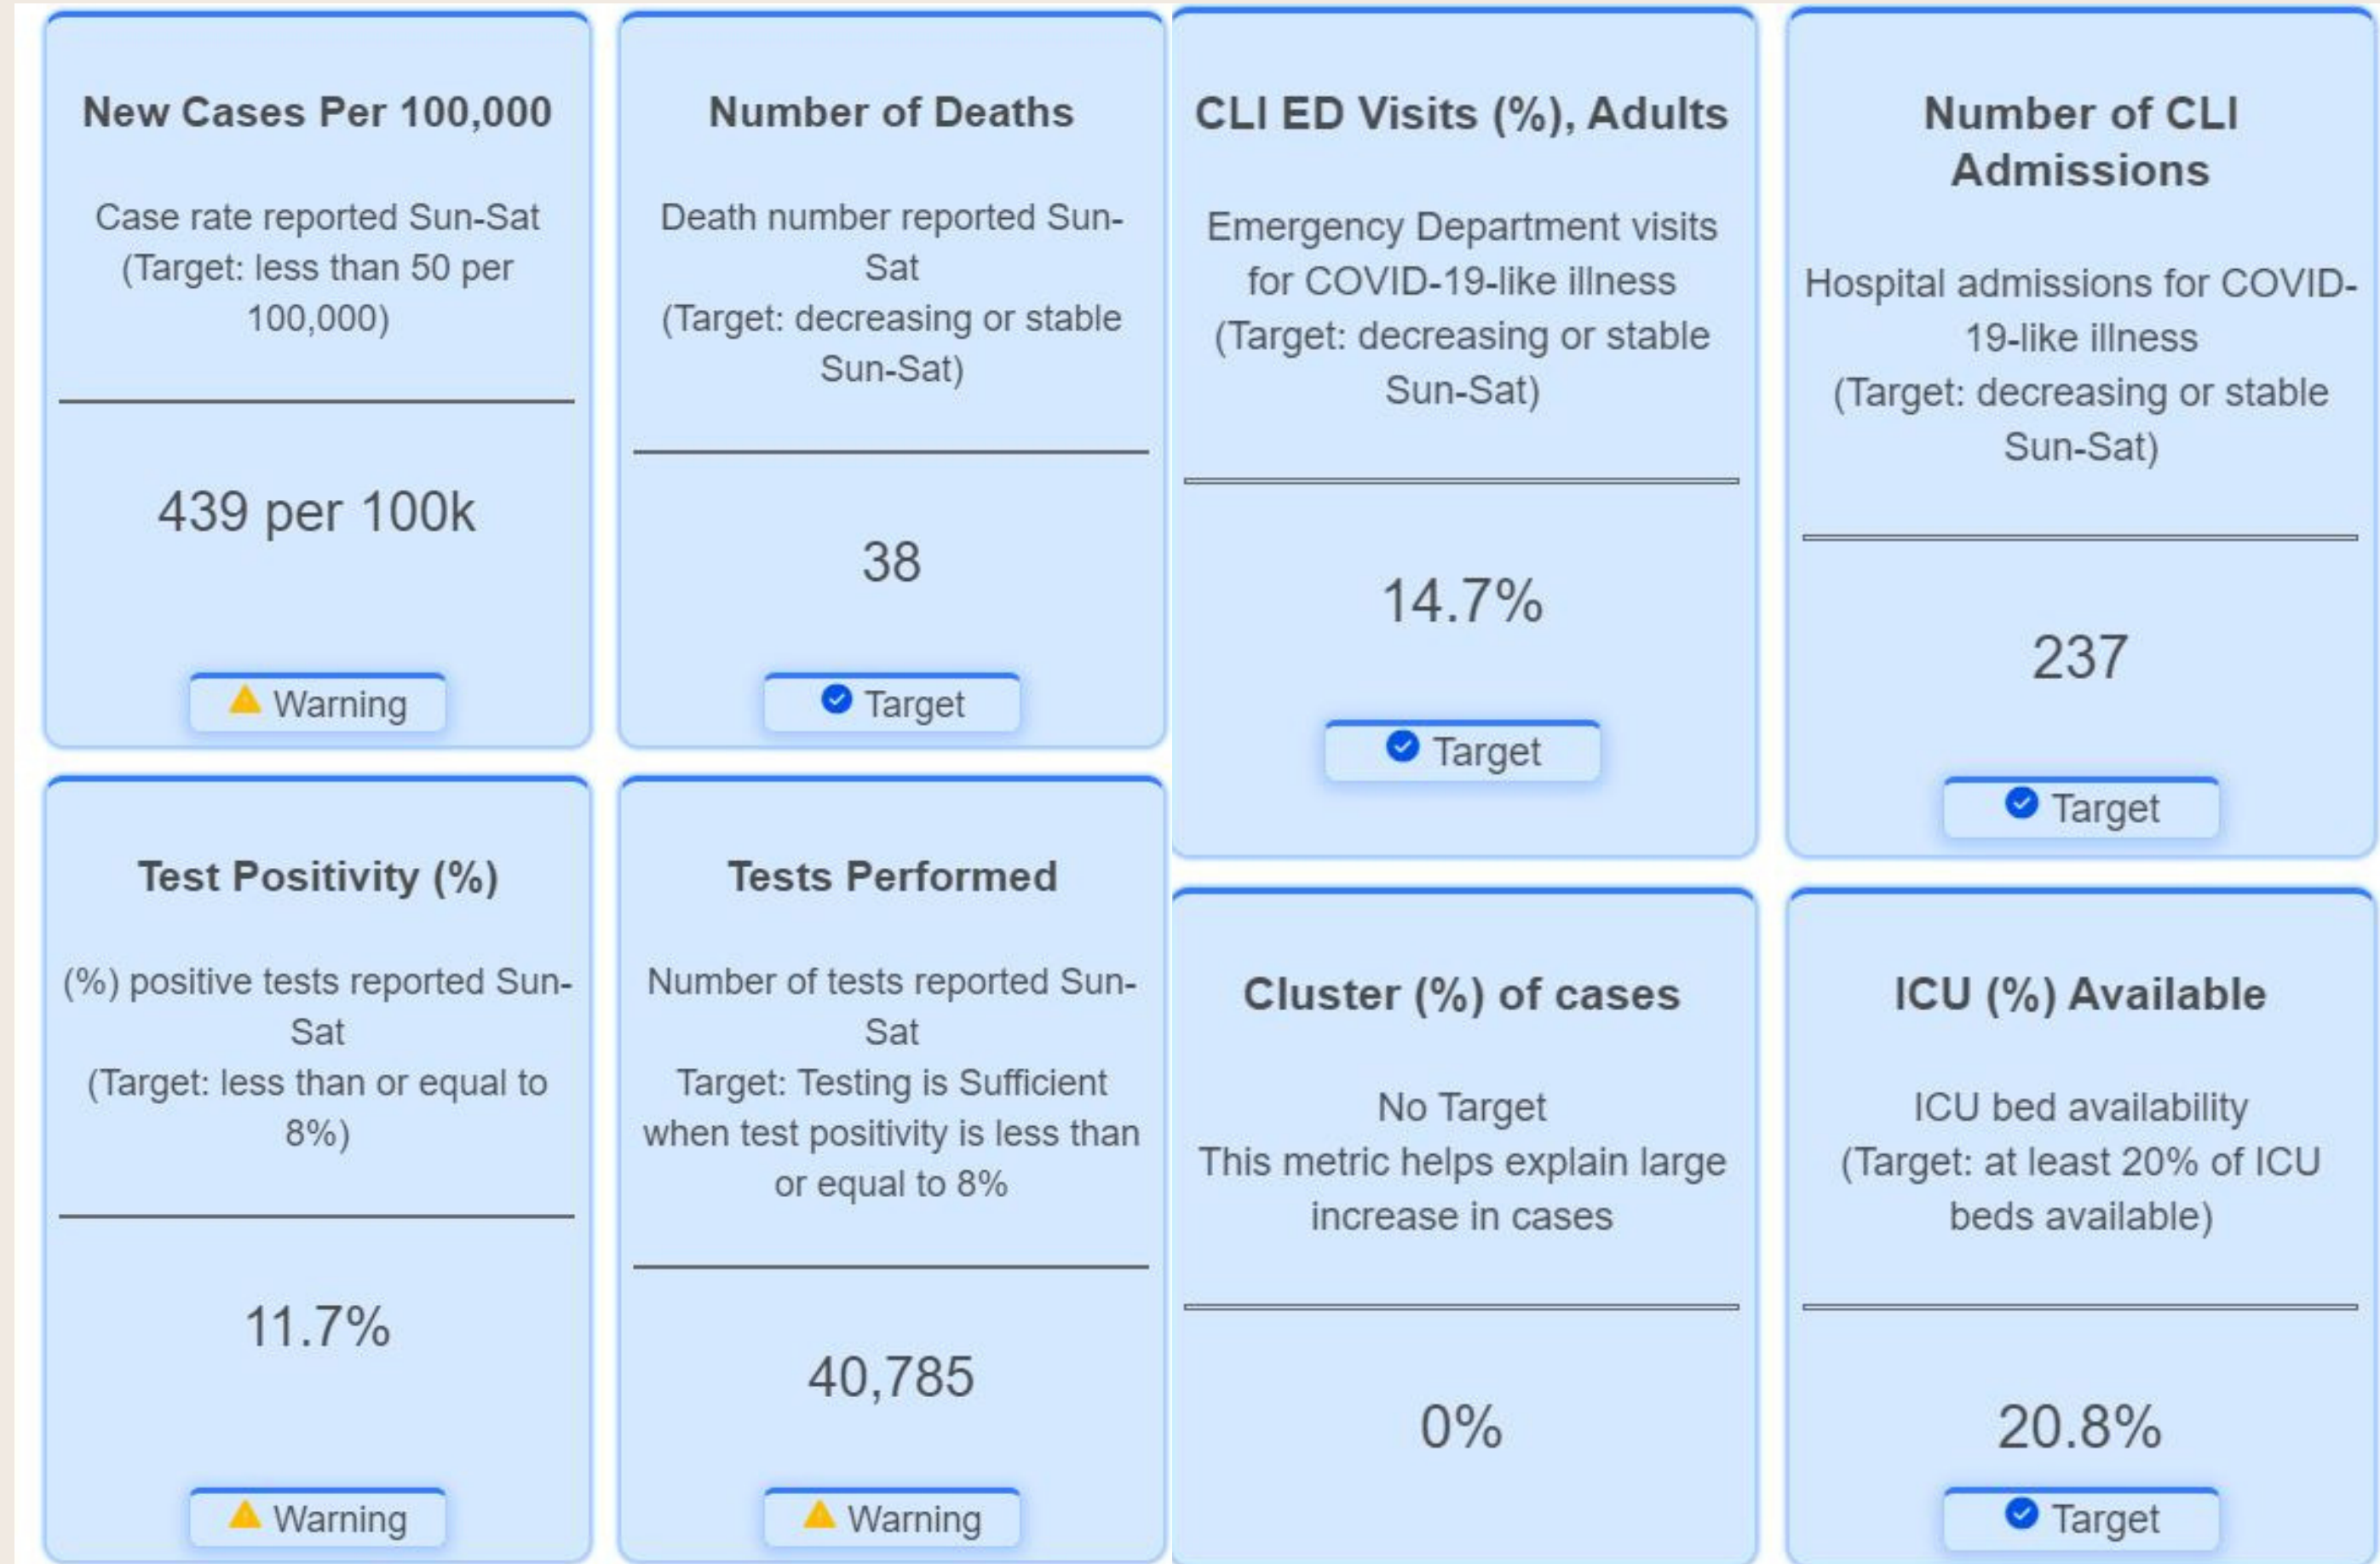 New Cases Per 100,000
Case rate reported Sun-Sat
(Target: less than 50 per
100,000)
439 per 100k
Warning
Number of Deaths
Death number reported Sun-
Sat
(Target: decreasing or stable
Sun-Sat)
38
Target
CLI ED Visits (%), Adults
Emergency Department visits
for COVID-19-like illness
(Target: decreasing or stable
Sun-Sat)
14.7%
Target
Number of CLI
Admissions
Hospital admissions for COVID-
19-like illness
(Target: decreasing or stable
Sun-Sat)
237
Target
Test Positivity (%)
(%) positive tests reported Sun-
Sat
(Target: less than or equal to
8%)
11.7%
Warning
Tests Performed
Number of tests reported Sun-
Sat
Target: Testing is Sufficient
when test positivity is less than
or equal to 8%
40,785
Warning
Cluster (%) of cases
No Target
This metric helps explain large
increase in cases
0%
ICU (%) Available
ICU bed availability
(Target: at least 20% of ICU
beds available)
20.8%
Target